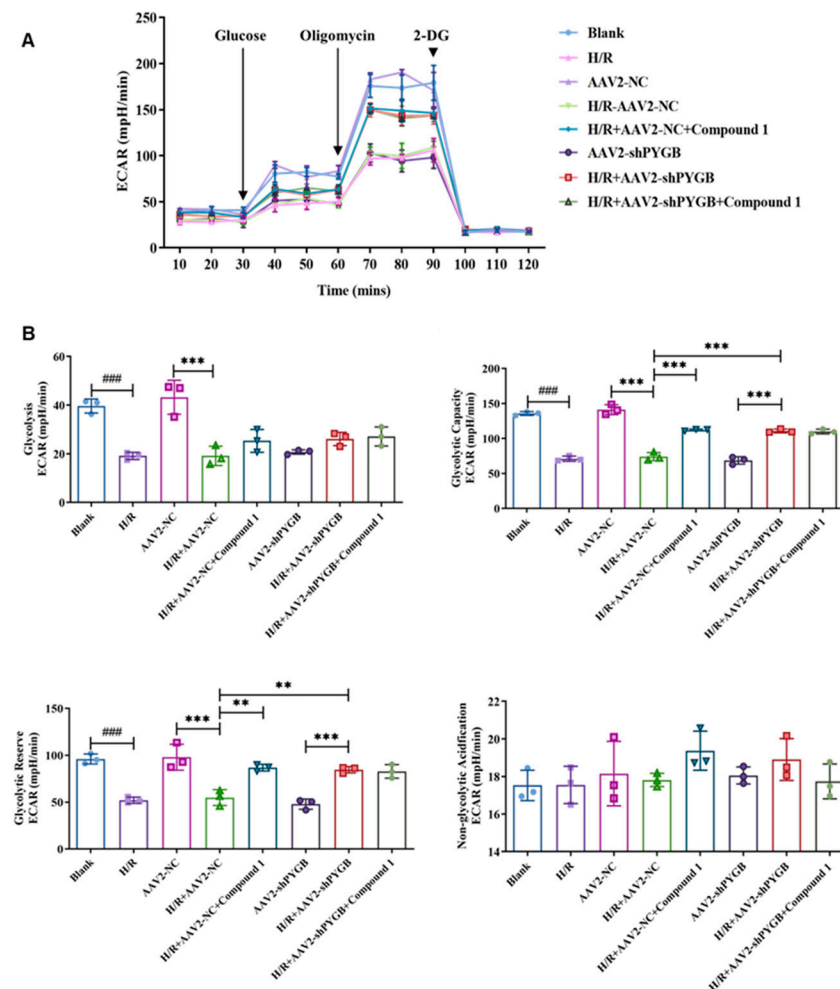 A
Glucose Oligomycin 2-DG
ECAR (mpH/min)
250
200
150
100
50
0
10 20 30 40 50 60 70 80 90 100 110 120
Time (mins)
Blank
H/R
AAV2-NC
H/R-AAV2-NC
H/R+AAV2-NC+Compound 1
AAV2-shPYGB
H/R+AAV2-shPYGB
H/R+AAV2-shPYGB+Compound 1
B
Glycolysis
ECAR (mpH/min)
60
40
20
0
###
***
Blank
H/R
AAV2-NC
H/R+AAV2-NC
H/R+AAV2-NC+Compound 1
AAV2-shPYGB
H/R+AAV2-shPYGB
H/R+AAV2-shPYGB+Compound 1
Glycolytic Capacity
ECAR (mpH/min)
200
150
100
50
0
###
***
***
***
***
Blank
H/R
AAV2-NC
H/R+AAV2-NC
H/R+AAV2-NC+Compound 1
AAV2-shPYGB
H/R+AAV2-shPYGB
H/R+AAV2-shPYGB+Compound 1
Glycolytic Reserve
ECAR (mpH/min)
150
100
50
0
###
***
**
**
***
Blank
H/R
AAV2-NC
H/R+AAV2-NC
H/R+AAV2-NC+Compound 1
AAV2-shPYGB
H/R+AAV2-shPYGB
H/R+AAV2-shPYGB+Compound 1
Non-glycolytic Acidification
ECAR (mpH/min)
22
20
18
16
14
Blank
H/R
AAV2-NC
H/R+AAV2-NC
H/R+AAV2-NC+Compound 1
AAV2-shPYGB
H/R+AAV2-shPYGB
H/R+AAV2-shPYGB+Compound 1